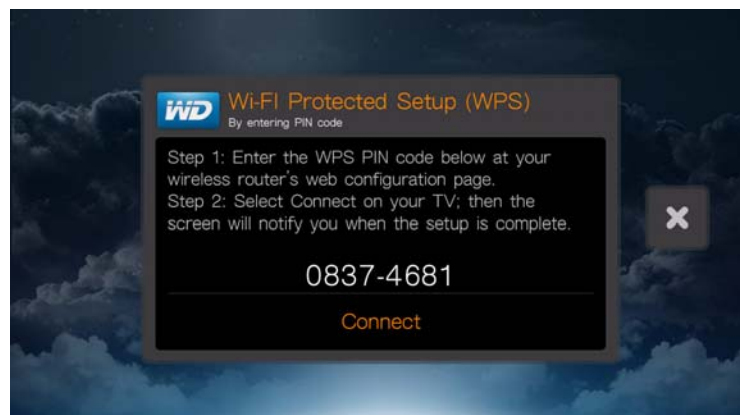 WD
Wi-FI Protected Setup (WPS)
By entering PIN code
Step 1: Enter the WPS PIN code below at your
wireless router's web configuration page.
Step 2: Select Connect on your TV; then the
screen will notify you when the setup is complete.
0837-4681
Connect